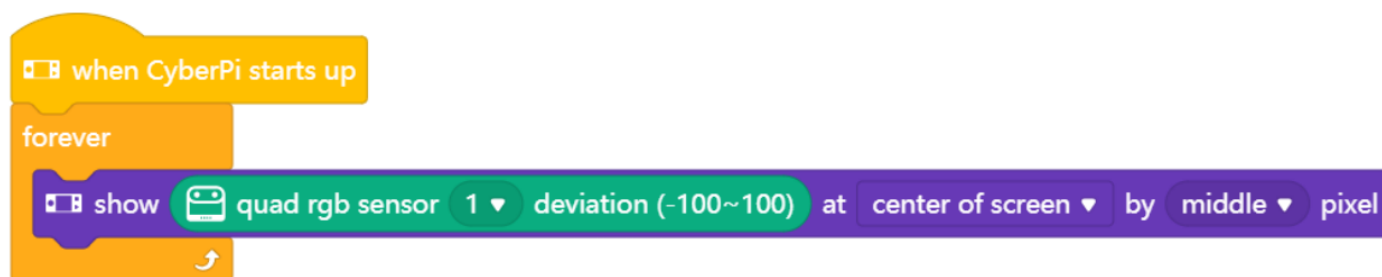 when CyberPi starts up
forever
show quad rgb sensor 1 deviation (-100~100) at center of screen by middle pixel